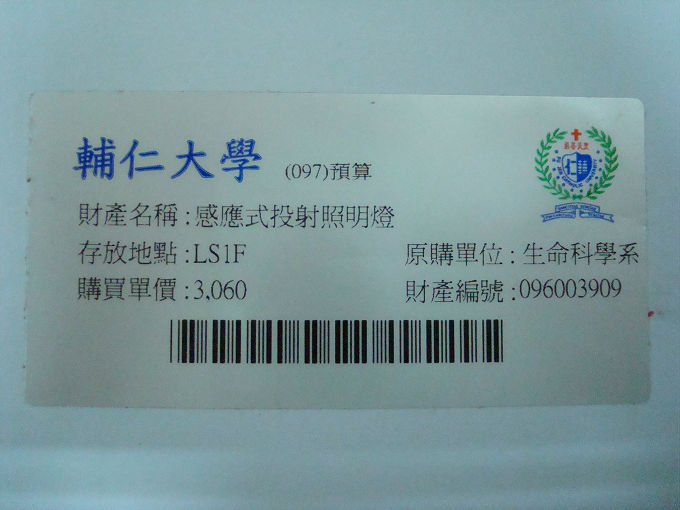 輔仁大學 (097)預算
財產名稱:感應式投射照明燈
存放地點:LS1F 原購單位:生命科學系
購買單價:3,060 財產編號:096003909